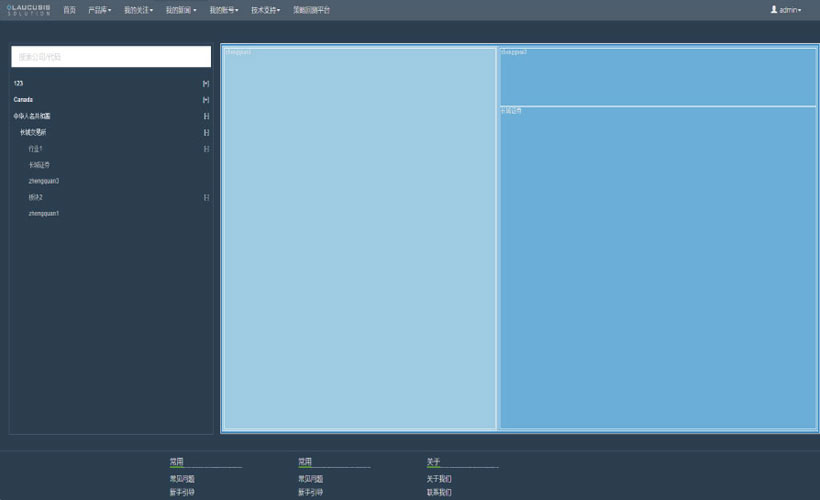 GLAUCUSIS
SOLUTION
首页 产品库 我的关注 我的新闻 我的账号 技术支持 策略回测平台 admin
搜索公司/代码
123 [+]
Canada [+]
中华人名共和国 [-]
长城交易所 [-]
行业1 [-]
长城证券
zhengquan3
板块2 [-]
zhengquan1
长城证券
常用 常用 关于
常见问题 常见问题 关于我们
新手引导 新手引导 联系我们